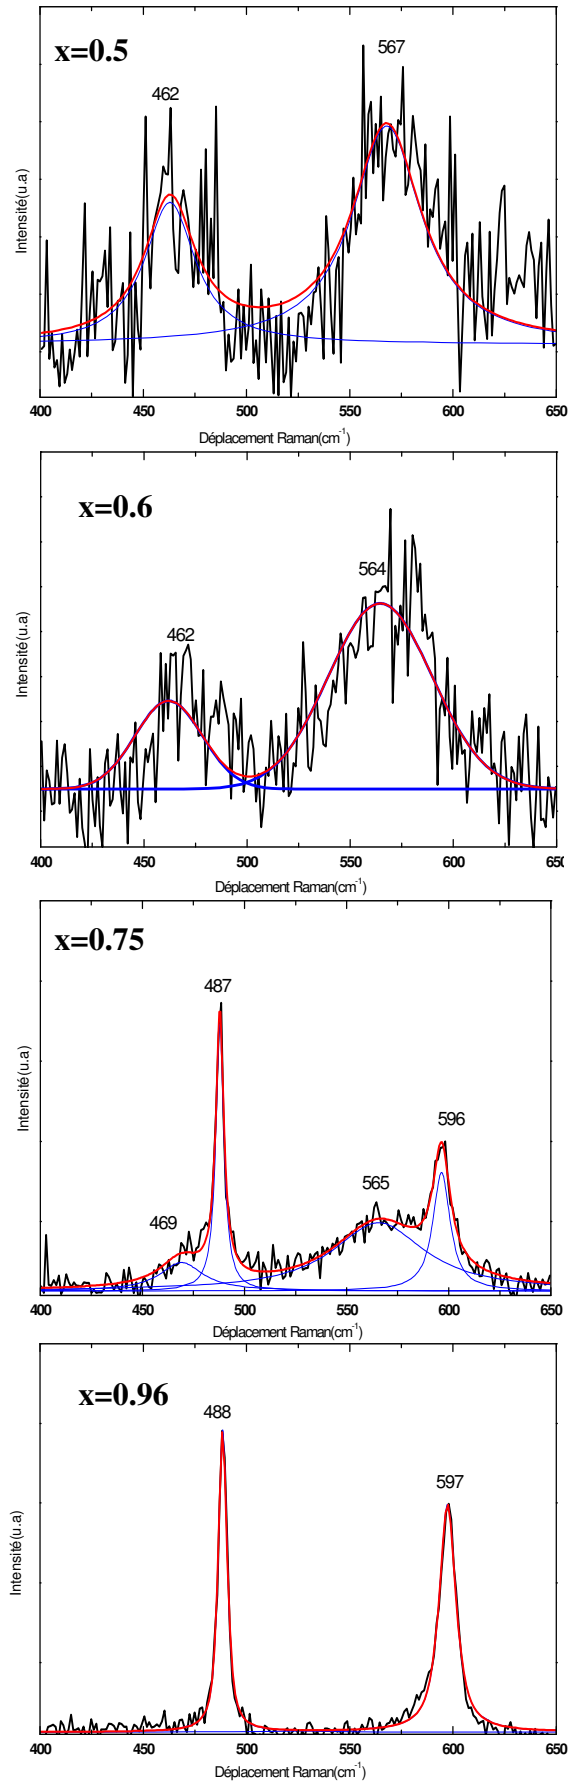 x=0.5
567
462
Intensité(u.a)
400 450 500 550 600 650
Déplacement Raman(cm⁻¹)
x=0.6
564
462
Intensité(u.a)
400 450 500 550 600 650
Déplacement Raman(cm⁻¹)
x=0.75
487
596
565
469
Intensité(u.a)
400 450 500 550 600 650
Déplacement Raman(cm⁻¹)
x=0.96
488
597
Intensité(u.a)
400 450 500 550 600 650
Déplacement Raman(cm⁻¹)